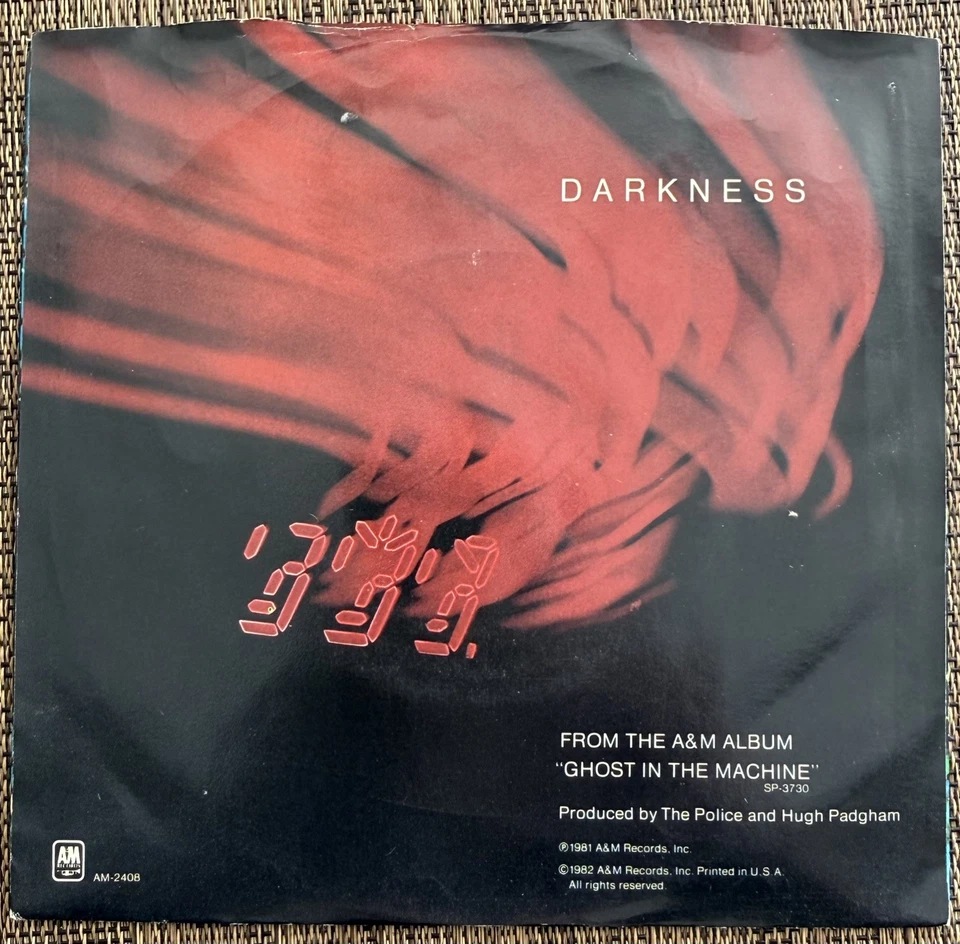 DARKNESS
FROM THE A&M ALBUM
“GHOST IN THE MACHINE”
SP-3730
Produced by The Police and Hugh Padgham
℗1981 A&M Records, Inc.
©1982 A&M Records, Inc. Printed in U.S.A.
All rights reserved.
A&M
RECORDS
AM-2408